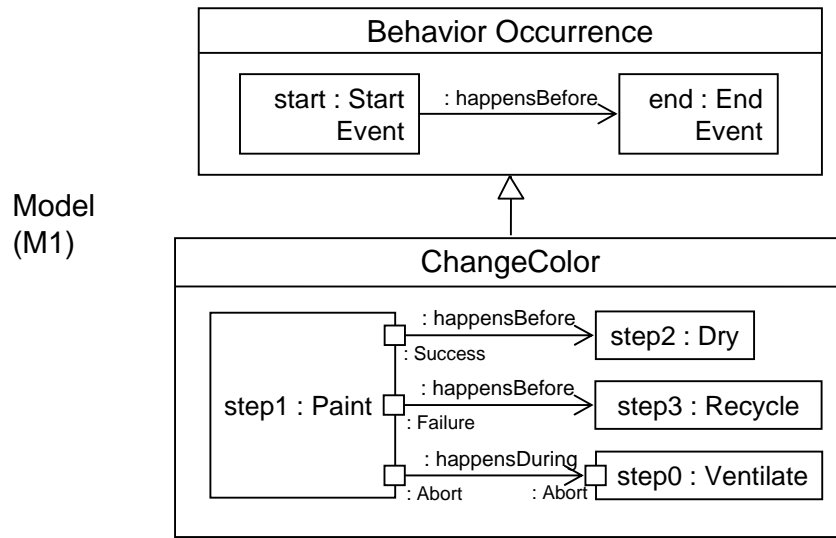 Behavior Occurrence
start : Start
Event
: happensBefore
end : End
Event
Model
(M1)
ChangeColor
step1 : Paint
: happensBefore
: Success
step2 : Dry
: happensBefore
: Failure
step3 : Recycle
: happensDuring
: Abort
: Abort
step0 : Ventilate